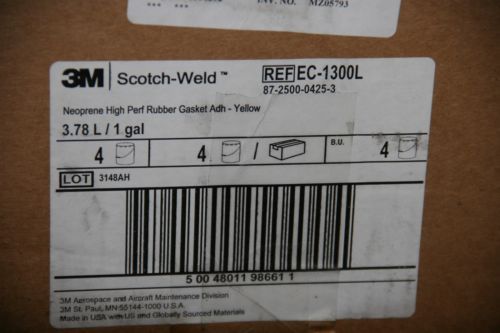 INV. NO. MZ05793
*** ***
3M Scotch-Weld™ REF EC-1300L
87-2500-0425-3
Neoprene High Perf Rubber Gasket Adh - Yellow
3.78 L / 1 gal
4 4 / B.U. 4
LOT 3148AH
5 00 48011 98661 1
3M Aerospace and Aircraft Maintenance Division
3M St. Paul, MN 55144-1000 U.S.A.
Made in USA with US and Globally Sourced Materials